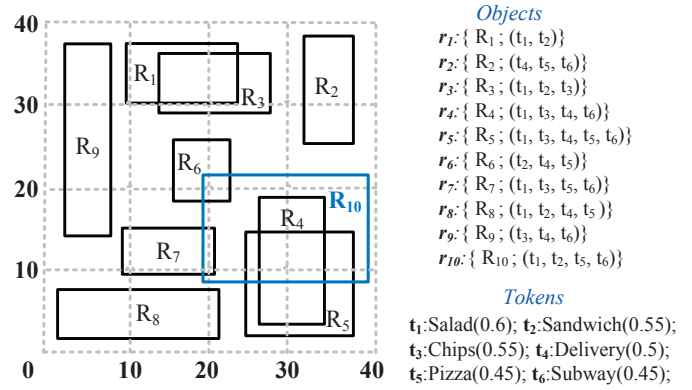 40
30
20
10
0
10
20
30
40
R1
R3
R2
R9
R6
R10
R4
R7
R8
R5
Objects
r1:{ R1 ; (t1, t2)}
r2:{ R2 ; (t4, t5, t6)}
r3:{ R3 ; (t1, t2, t3)}
r4:{ R4 ; (t1, t3, t4, t6)}
r5:{ R5 ; (t1, t3, t4, t5, t6)}
r6:{ R6 ; (t2, t4, t5)}
r7:{ R7 ; (t1, t3, t5, t6)}
r8:{ R8 ; (t1, t2, t4, t5 )}
r9:{ R9 ; (t3, t4, t6)}
r10:{ R10 ; (t1, t2, t5, t6)}
Tokens
t1:Salad(0.6); t2:Sandwich(0.55);
t3:Chips(0.55); t4:Delivery(0.5);
t5:Pizza(0.45); t6:Subway(0.45);